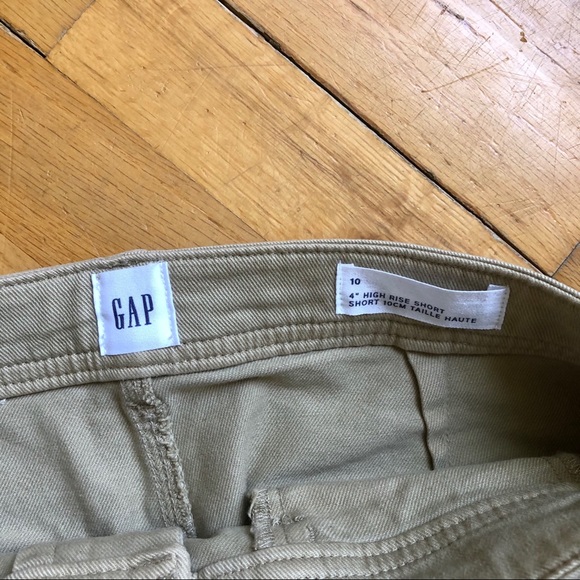 GAP
10
4" HIGH RISE SHORT
SHORT 10CM TAILLE HAUTE